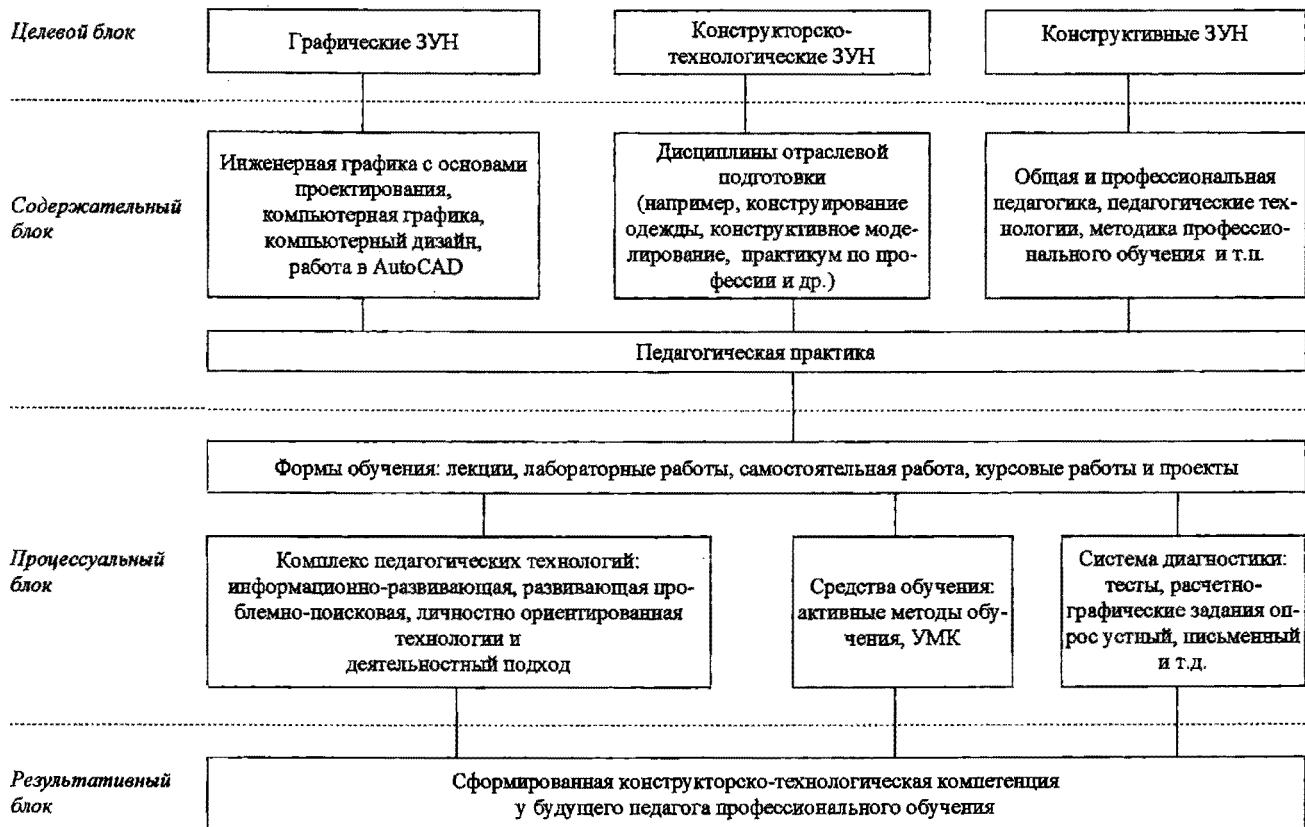 Целевой блок
Графические ЗУН
Конструкторско-
технологические ЗУН
Конструктивные ЗУН
Содержательный
блок
Инженерная графика с основами
проектирования,
компьютерная графика,
компьютерный дизайн,
работа в AutoCAD
Дисциплины отраслевой
подготовки
(например, конструирование
одежды, конструктивное моде-
лирование, практикум по про-
фессии и др.)
Общая и профессиональная
педагогика, педагогические тех-
нологии, методика профессио-
нального обучения и т.п.
Педагогическая практика
Формы обучения: лекции, лабораторные работы, самостоятельная работа, курсовые работы и проекты
Процессуальный
блок
Комплекс педагогических технологий:
информационно-развивающая, развивающая про-
блемно-поисковая, личностно ориентированная
технологии и
деятельностный подход
Средства обучения:
активные методы обу-
чения, УМК
Система диагностики:
тесты, расчетно-
графические задания оп-
рос устный, письменный
и т.д.
Результативный
блок
Сформированная конструкторско-технологическая компетенция
у будущего педагога профессионального обучения